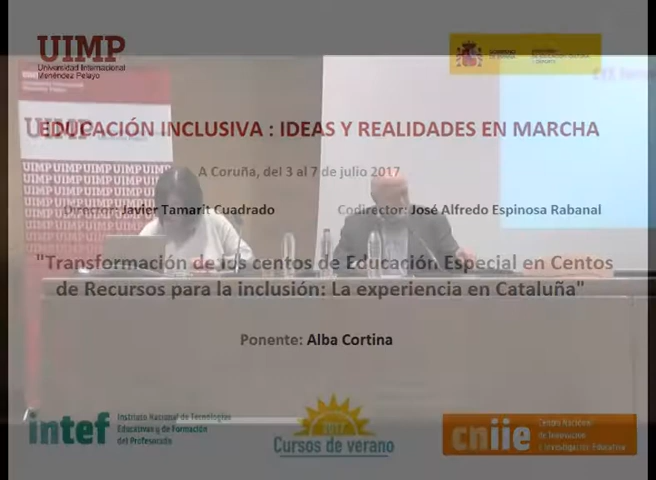 UIMP
Universidad Internacional
Menéndez Pelayo
EDUCACIÓN INCLUSIVA : IDEAS Y REALIDADES EN MARCHA
A Coruña, del 3 al 7 de julio 2017
Director: Javier Tamarit Cuadrado
Codirector: José Alfredo Espinosa Rabanal
"Transformación de los centos de Educación Especial en Centos
de Recursos para la inclusión: La experiencia en Cataluña"
Ponente: Alba Cortina
intef
Instituto Nacional de Tecnologías
Educativas y de Formación
del Profesorado
2017
Cursos de verano
cniie
Centro Nacional
de Innovación
e Investigación Educativa